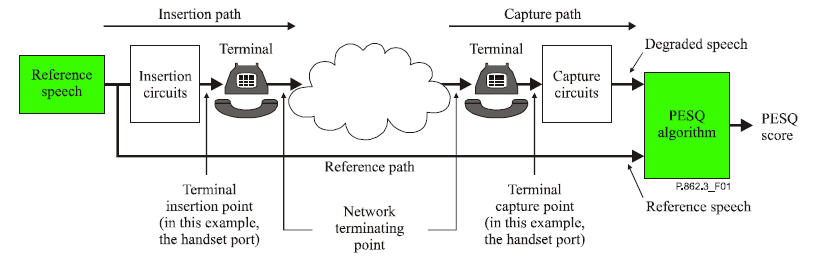 Insertion path
Capture path
Terminal
Terminal
Degraded speech
Reference
speech
Insertion
circuits
Capture
circuits
PESQ
algorithm
PESQ
score
Reference path
P.862.3_F01
Reference speech
Terminal
insertion point
(in this example,
the handset port)
Network
terminating
point
Terminal
capture point
(in this example,
the handset port)